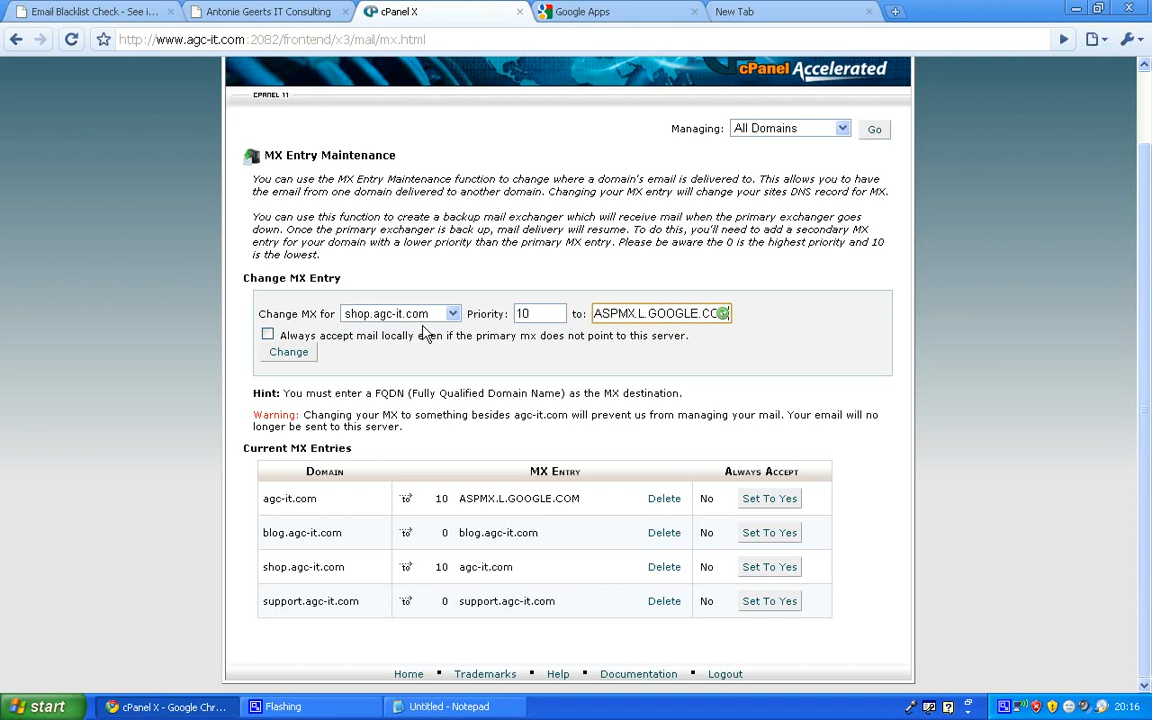 Email Blacklist Check - See i...
Antonie Geerts IT Consulting
cPanel X
Google Apps
New Tab
http://www.agc-it.com:2082/frontend/x3/mail/mx.html
cPanel Accelerated
CPANEL 11
Managing: All Domains Go
MX Entry Maintenance
You can use the MX Entry Maintenance function to change where a domain's email is delivered to. This allows you to have
the email from one domain delivered to another domain. Changing your MX entry will change your sites DNS record for MX.
You can use this function to create a backup mail exchanger which will receive mail when the primary exchanger goes
down. Once the primary exchanger is back up, mail delivery will resume. To do this, you'll need to add a secondary MX
entry for your domain with a lower priority than the primary MX entry. Please be aware the 0 is the highest priority and 10
is the lowest.
Change MX Entry
Change MX for shop.agc-it.com Priority: 10 to: ASPMX.L.GOOGLE.CO
Always accept mail locally even if the primary mx does not point to this server.
Change
Hint: You must enter a FQDN (Fully Qualified Domain Name) as the MX destination.
Warning: Changing your MX to something besides agc-it.com will prevent us from managing your mail. Your email will no
longer be sent to this server.
Current MX Entries
DOMAIN MX ENTRY ALWAYS ACCEPT
agc-it.com to 10 ASPMX.L.GOOGLE.COM Delete No Set To Yes
blog.agc-it.com to 0 blog.agc-it.com Delete No Set To Yes
shop.agc-it.com to 10 agc-it.com Delete No Set To Yes
support.agc-it.com to 0 support.agc-it.com Delete No Set To Yes
Home Trademarks Help Documentation Logout
start cPanel X - Google Chr... Flashing Untitled - Notepad 20:16